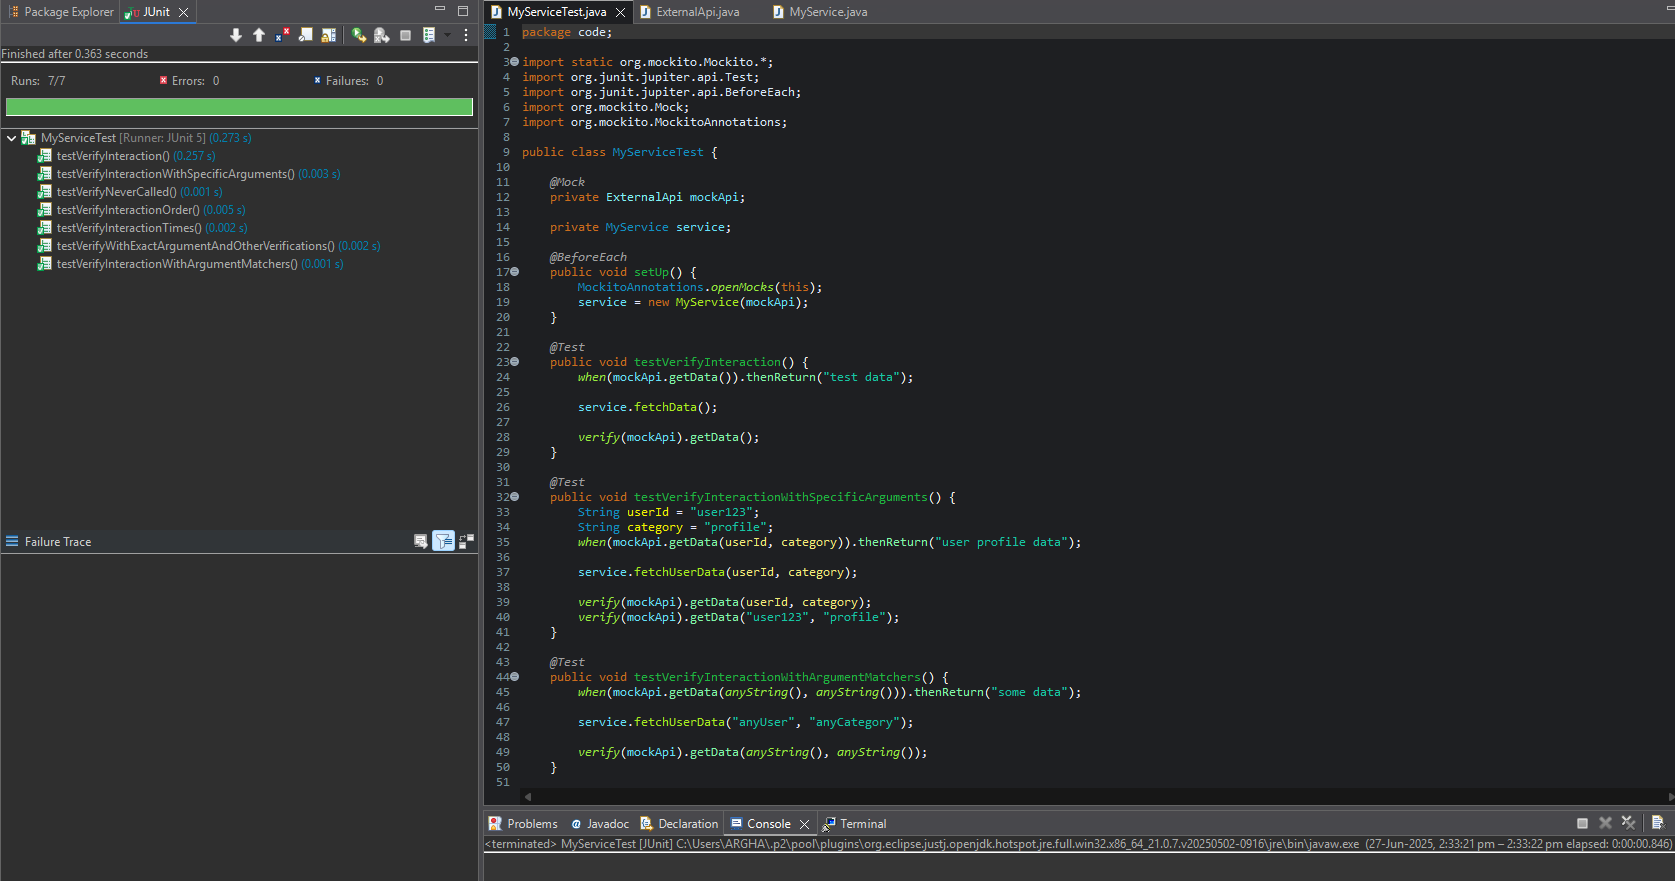 Package Explorer JUnit
Finished after 0.363 seconds
Runs: 7/7 Errors: 0 Failures: 0
MyServiceTest [Runner: JUnit 5] (0.273 s)
testVerifyInteraction() (0.257 s)
testVerifyInteractionWithSpecificArguments() (0.003 s)
testVerifyNeverCalled() (0.001 s)
testVerifyInteractionOrder() (0.005 s)
testVerifyInteractionTimes() (0.002 s)
testVerifyWithExactArgumentAndOtherVerifications() (0.002 s)
testVerifyInteractionWithArgumentMatchers() (0.001 s)
Failure Trace
MyServiceTest.java ExternalApi.java MyService.java
1 package code;
2
3 import static org.mockito.Mockito.*;
4 import org.junit.jupiter.api.Test;
5 import org.junit.jupiter.api.BeforeEach;
6 import org.mockito.Mock;
7 import org.mockito.MockitoAnnotations;
8
9 public class MyServiceTest {
10
11 @Mock
12 private ExternalApi mockApi;
13
14 private MyService service;
15
16 @BeforeEach
17 public void setUp() {
18 MockitoAnnotations.openMocks(this);
19 service = new MyService(mockApi);
20 }
21
22 @Test
23 public void testVerifyInteraction() {
24 when(mockApi.getData()).thenReturn("test data");
25
26 service.fetchData();
27
28 verify(mockApi).getData();
29 }
30
31 @Test
32 public void testVerifyInteractionWithSpecificArguments() {
33 String userId = "user123";
34 String category = "profile";
35 when(mockApi.getData(userId, category)).thenReturn("user profile data");
36
37 service.fetchUserData(userId, category);
38
39 verify(mockApi).getData(userId, category);
40 verify(mockApi).getData("user123", "profile");
41 }
42
43 @Test
44 public void testVerifyInteractionWithArgumentMatchers() {
45 when(mockApi.getData(anyString(), anyString())).thenReturn("some data");
46
47 service.fetchUserData("anyUser", "anyCategory");
48
49 verify(mockApi).getData(anyString(), anyString());
50 }
51
Problems Javadoc Declaration Console Terminal
<terminated> MyServiceTest [JUnit] C:\Users\ARGHA\.p2\pool\plugins\org.eclipse.justj.openjdk.hotspot.jre.full.win32.x86_64_21.0.7.v20250502-0916\jre\bin\javaw.exe (27-Jun-2025, 2:33:21 pm – 2:33:22 pm elapsed: 0:00:00.846)